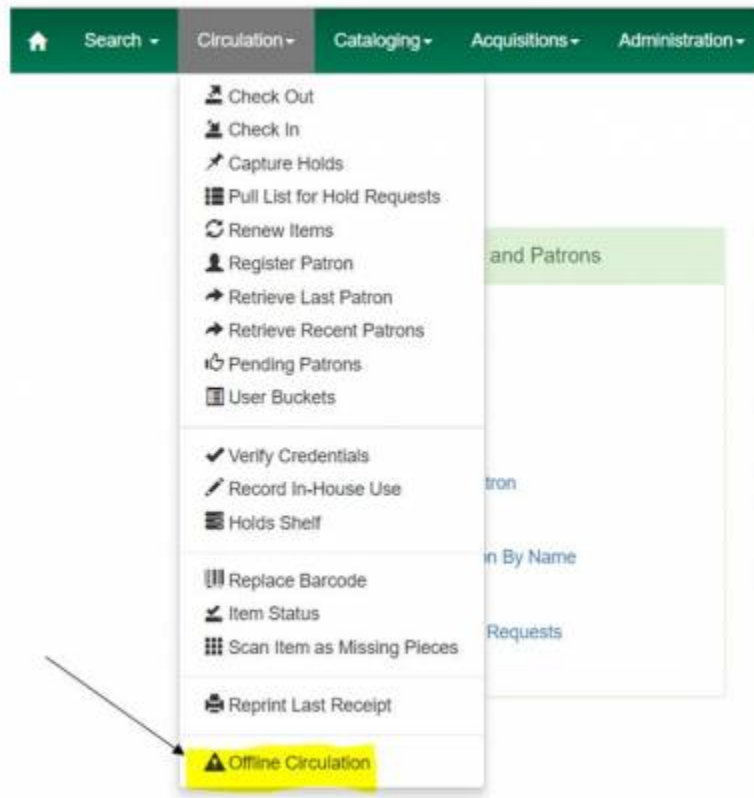 Search Circulation Cataloging Acquisitions Administration
Check Out
Check In
Capture Holds
Pull List for Hold Requests
Renew Items
Register Patron
and Patrons
Retrieve Last Patron
Retrieve Recent Patrons
Pending Patrons
User Buckets
Verify Credentials
Record In-House Use
tron
Holds Shelf
n By Name
Replace Barcode
Item Status
Requests
Scan Item as Missing Pieces
Reprint Last Receipt
Offline Circulation